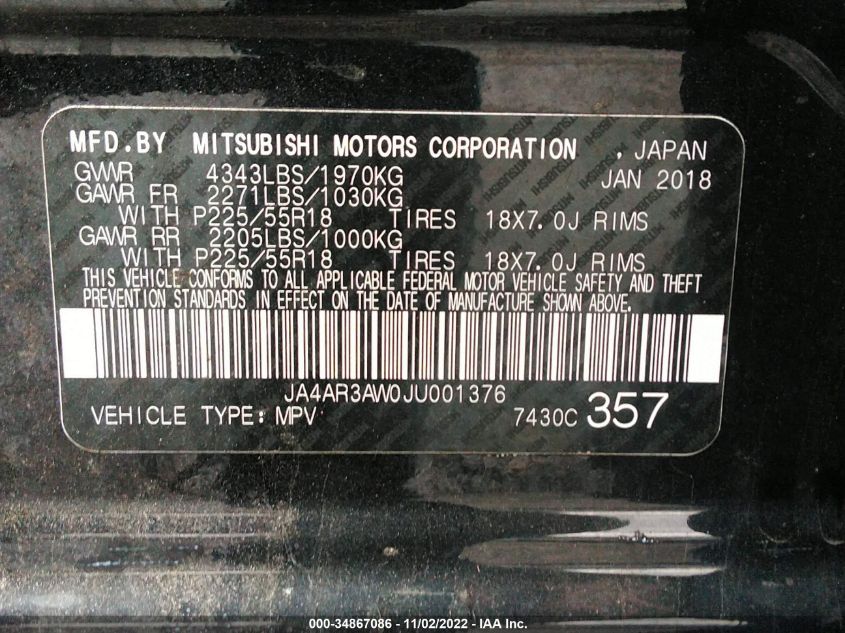 MFD.BY MITSUBISHI MOTORS CORPORATION , JAPAN
GVWR 4343LBS/1970KG JAN 2018
GAWR FR 2271LBS/1030KG
WITH P225/55R18 TIRES 18X7.0J RIMS
GAWR RR 2205LBS/1000KG
WITH P225/55R18 TIRES 18X7.0J RIMS
THIS VEHICLE CONFORMS TO ALL APPLICABLE FEDERAL MOTOR VEHICLE SAFETY AND THEFT
PREVENTION STANDARDS IN EFFECT ON THE DATE OF MANUFACTURE SHOWN ABOVE.
JA4AR3AW0JU001376
VEHICLE TYPE: MPV 7430C 357
000-34867086 - 11/02/2022 - IAA Inc.